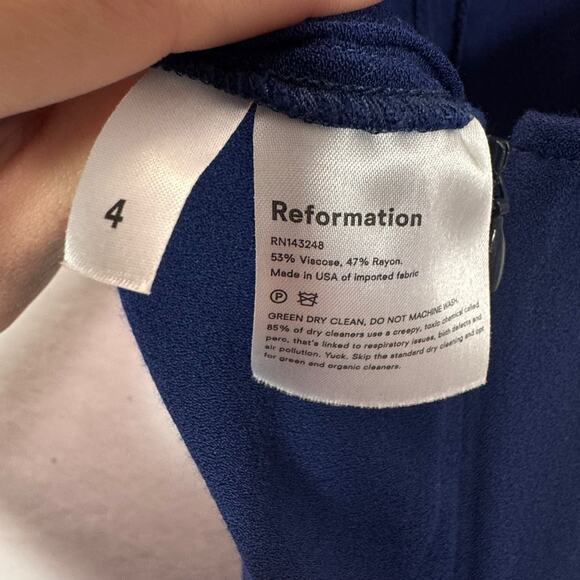 4
Reformation
RN143248
53% Viscose, 47% Rayon.
Made in USA of imported fabric
P
GREEN DRY CLEAN, DO NOT MACHINE WASH.
85% of dry cleaners use a creepy, toxic chemical called
perc, that's linked to respiratory issues, birth defects and
air pollution. Yuck. Skip the standard dry cleaning and opt
for green and organic cleaners.